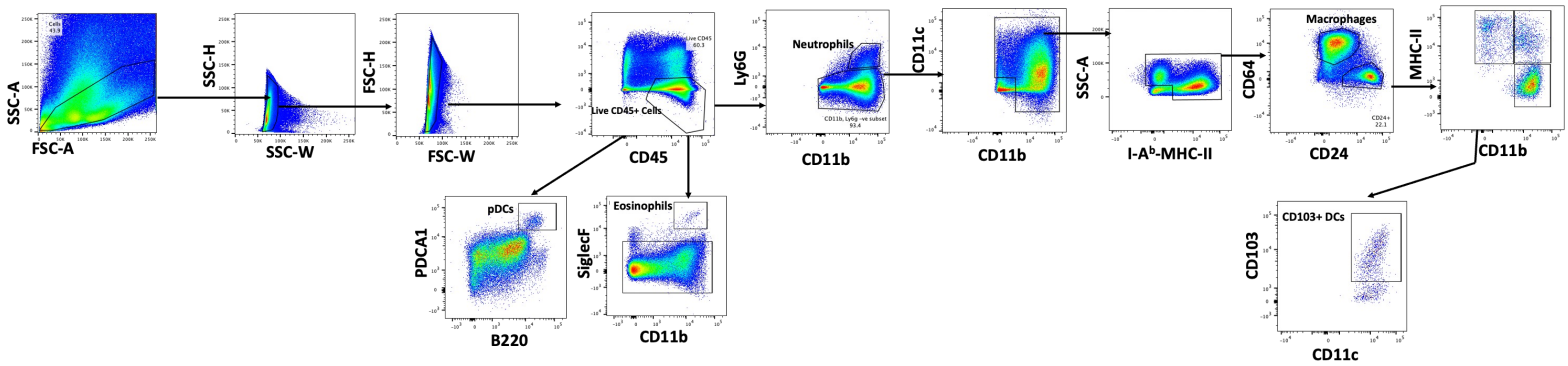 Cells
43.9
SSC-A
FSC-A
SSC-H
SSC-W
FSC-H
FSC-W
Live CD45
60.3
Live CD45+ Cells
CD45
Ly6G
Neutrophils
CD11b, Ly6g -ve subset
93.4
CD11b
CD11c
CD11b
SSC-A
I-Aᵇ-MHC-II
Macrophages
CD64
CD24+
22.1
CD24
MHC-II
CD11b
pDCs
PDCA1
B220
Eosinophils
SiglecF
CD11b
CD103+ DCs
CD103
CD11c